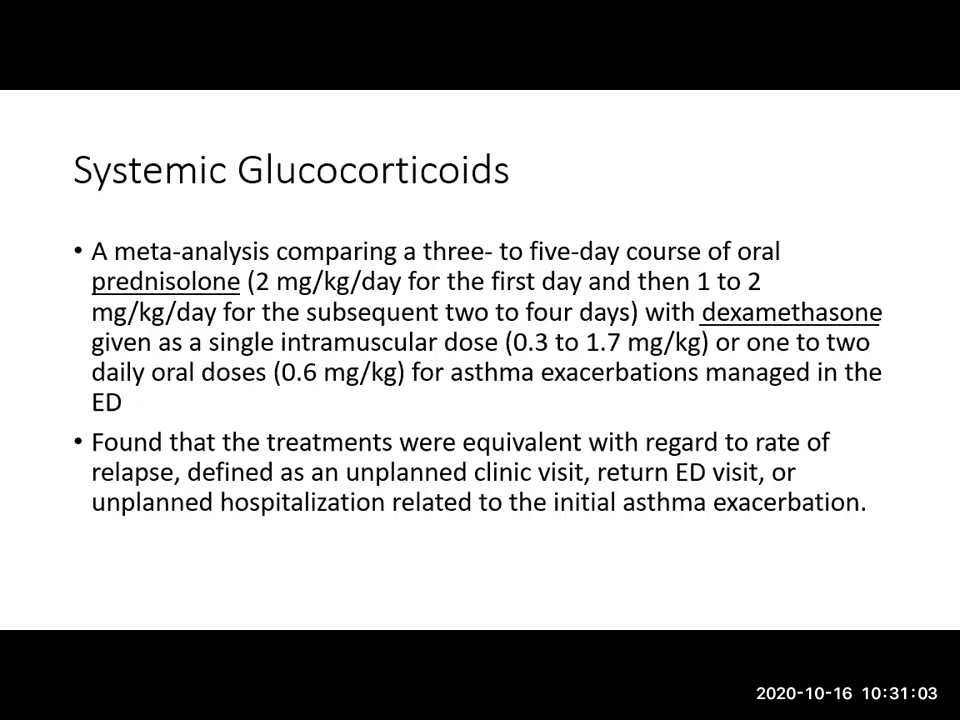 Systemic Glucocorticoids
• A meta-analysis comparing a three- to five-day course of oral
prednisolone (2 mg/kg/day for the first day and then 1 to 2
mg/kg/day for the subsequent two to four days) with dexamethasone
given as a single intramuscular dose (0.3 to 1.7 mg/kg) or one to two
daily oral doses (0.6 mg/kg) for asthma exacerbations managed in the
ED
• Found that the treatments were equivalent with regard to rate of
relapse, defined as an unplanned clinic visit, return ED visit, or
unplanned hospitalization related to the initial asthma exacerbation.
2020-10-16 10:31:03